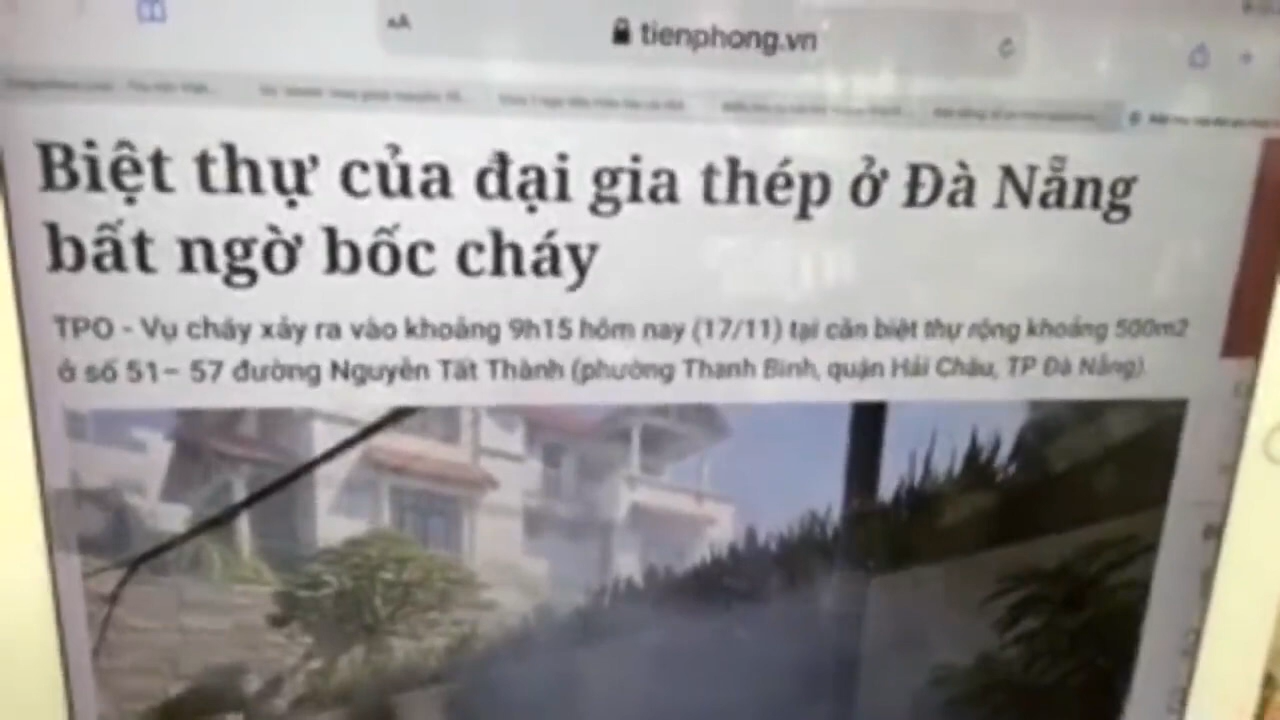 AA
tienphong.vn
Biệt thự của đại gia thép ở Đà Nẵng
bất ngờ bốc cháy
TPO - Vụ cháy xảy ra vào khoảng 9h15 hôm nay (17/11) tại căn biệt thự rộng khoảng 500m2
ở số 51- 57 đường Nguyễn Tất Thành (phường Thanh Bình, quận Hải Châu, TP Đà Nẵng).